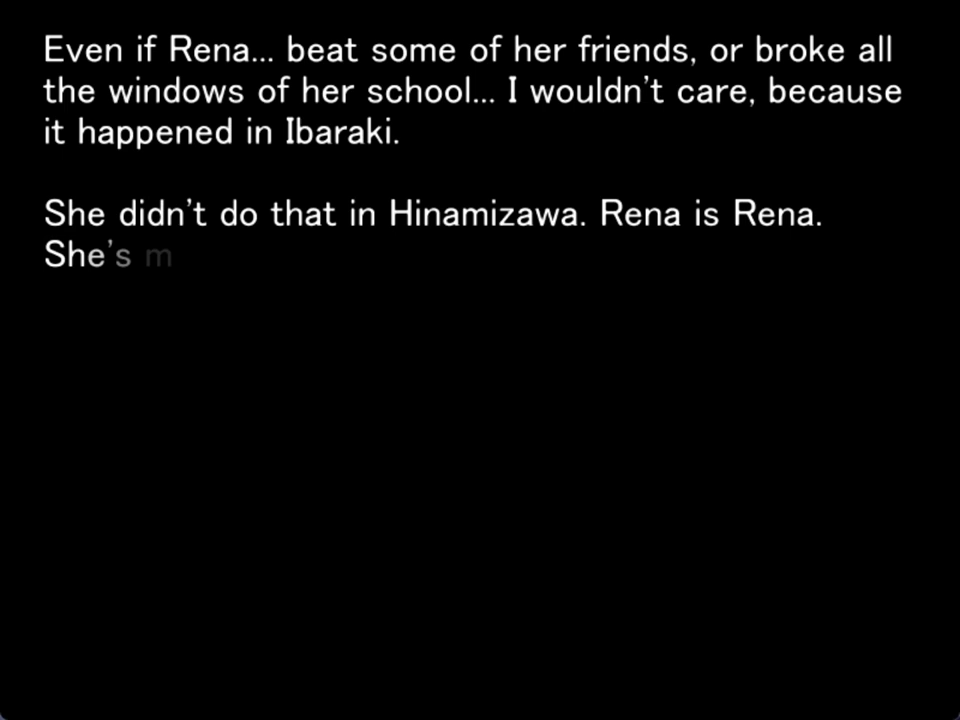 Even if Rena... beat some of her friends, or broke all
the windows of her school... I wouldn't care, because
it happened in Ibaraki.
She didn't do that in Hinamizawa. Rena is Rena.
She's m